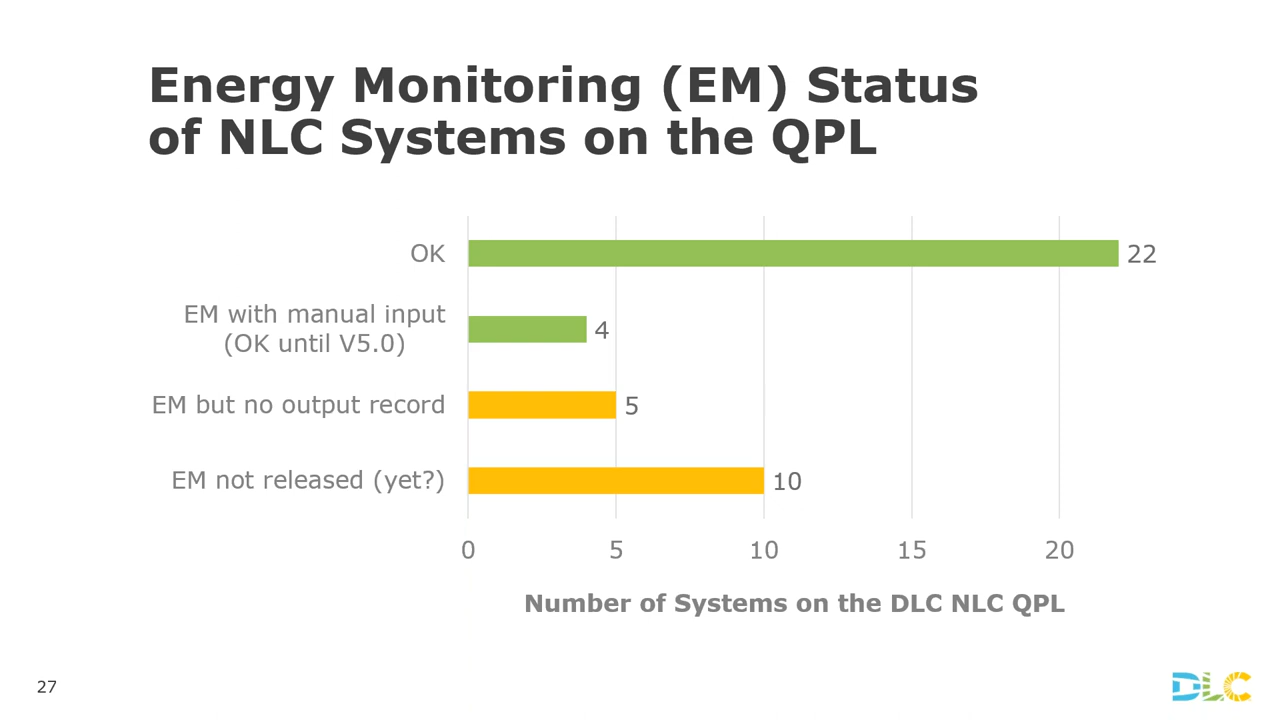 Energy Monitoring (EM) Status
of NLC Systems on the QPL
OK
22
EM with manual input
(OK until V5.0)
4
EM but no output record
5
EM not released (yet?)
10
0 5 10 15 20
Number of Systems on the DLC NLC QPL
27
DLC